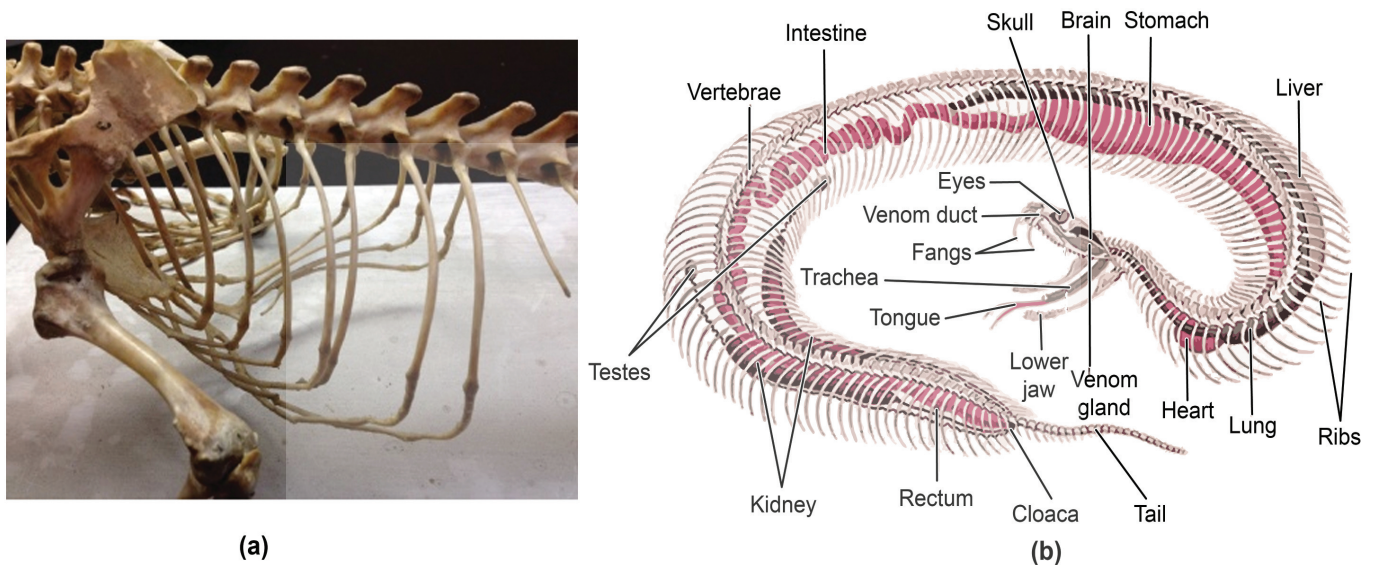 Skull
Brain
Stomach
Intestine
Vertebrae
Liver
Eyes
Venom duct
Fangs
Trachea
Tongue
Testes
Lower
jaw
Venom
gland
Heart
Lung
Ribs
Kidney
Rectum
Cloaca
Tail
(a)
(b)